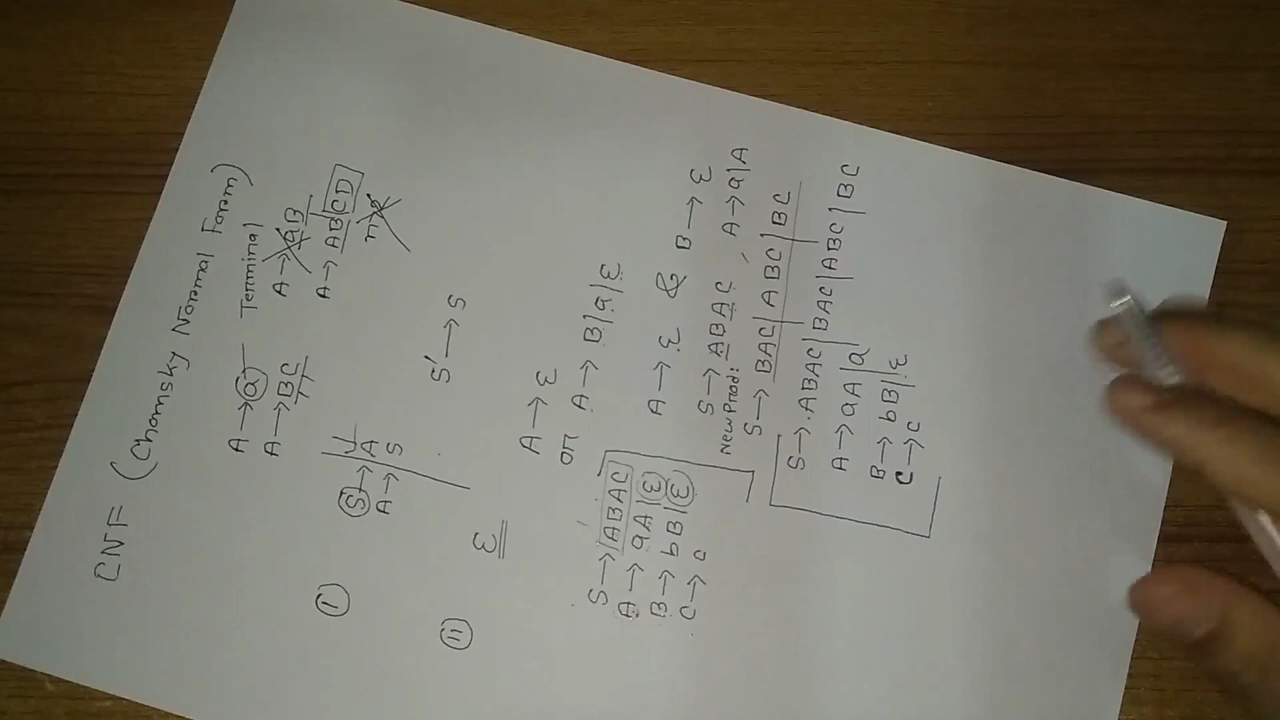 CNF (Chomsky Normal Form)
A → a Terminal
A → BC A → aB
A → ABCD
I S → A
A → S
S' → S
II ε
A → ε
or A → B|a|ε
S → ABAC
A → aA|ε
B → bB|ε
C → c
A → ε & B → ε
S → ABAC , A → a|A
New Prod:
S → BAC|ABC|BC
S → ABAC|BAC|ABC|BC
A → aA|a
B → bB|ε
C → c